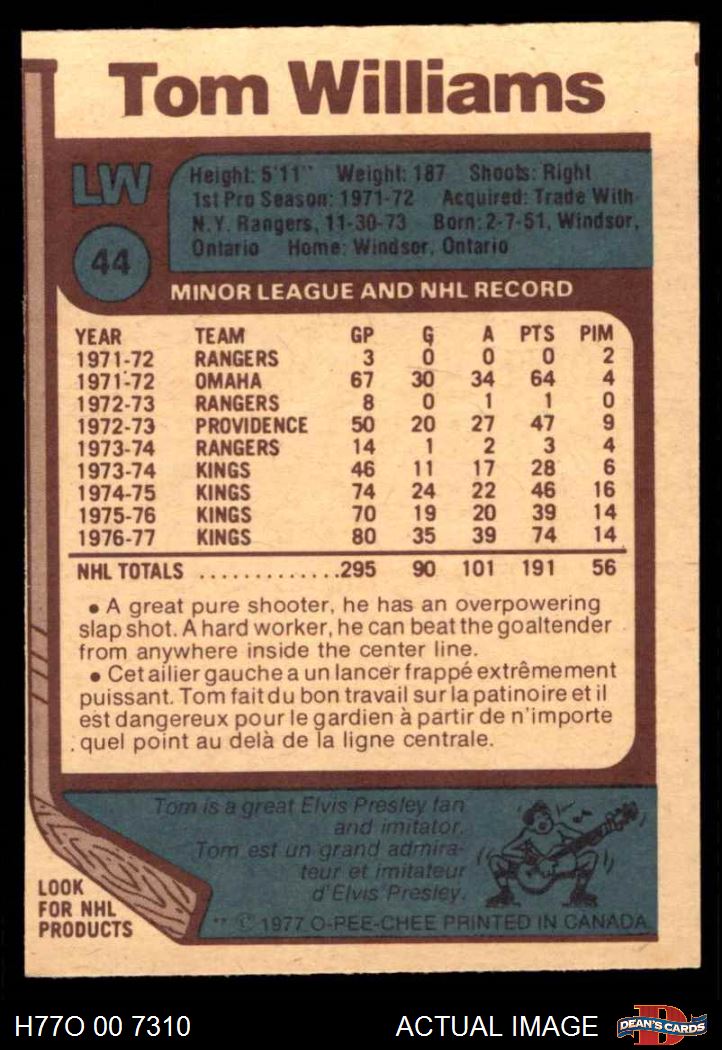 Tom Williams
LW
44
Height: 5'11" Weight: 187 Shoots: Right
1st Pro Season: 1971-72 Acquired: Trade With
N.Y. Rangers, 11-30-73 Born: 2-7-51, Windsor,
Ontario Home: Windsor, Ontario
MINOR LEAGUE AND NHL RECORD
YEAR TEAM GP G A PTS PIM
1971-72 RANGERS 3 0 0 0 2
1971-72 OMAHA 67 30 34 64 4
1972-73 RANGERS 8 0 1 1 0
1972-73 PROVIDENCE 50 20 27 47 9
1973-74 RANGERS 14 1 2 3 4
1973-74 KINGS 46 11 17 28 6
1974-75 KINGS 74 24 22 46 16
1975-76 KINGS 70 19 20 39 14
1976-77 KINGS 80 35 39 74 14
NHL TOTALS .............295 90 101 191 56
• A great pure shooter, he has an overpowering
slap shot. A hard worker, he can beat the goaltender
from anywhere inside the center line.
• Cet ailier gauche a un lancer frappé extrêmement
puissant. Tom fait du bon travail sur la patinoire et il
est dangereux pour le gardien à partir de n'importe
quel point au delà de la ligne centrale.
Tom is a great Elvis Presley fan
and imitator.
Tom est un grand admira-
teur et imitateur
d'Elvis Presley.
LOOK
FOR NHL
PRODUCTS
** © 1977 O-PEE-CHEE PRINTED IN CANADA
H77O 00 7310
ACTUAL IMAGE
D
DEAN'S CARDS